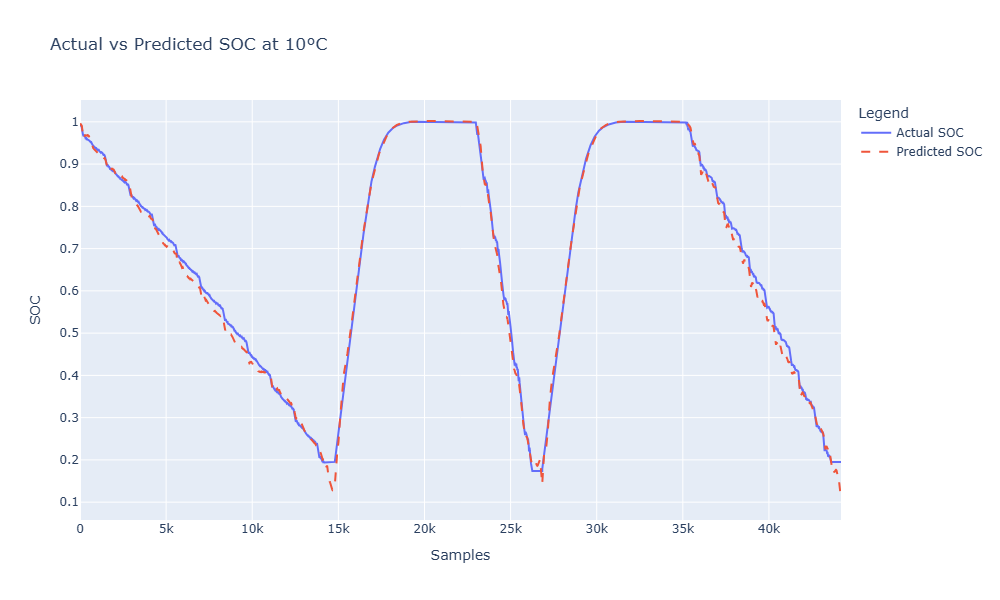 Actual vs Predicted SOC at 10°C
Legend
Actual SOC
Predicted SOC
SOC
1
0.9
0.8
0.7
0.6
0.5
0.4
0.3
0.2
0.1
0 5k 10k 15k 20k 25k 30k 35k 40k
Samples